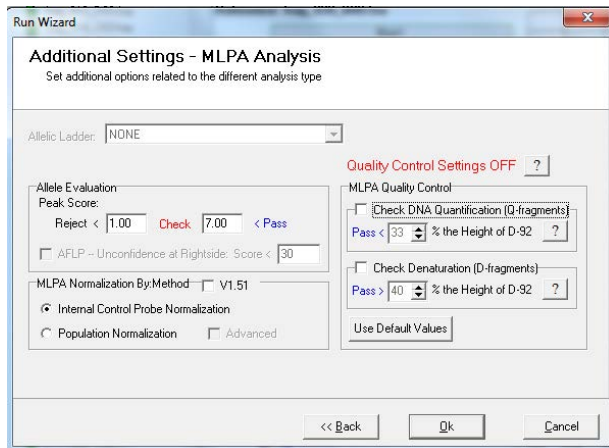 Run Wizard
Additional Settings - MLPA Analysis
Set additional options related to the different analysis type
Allelic Ladder: NONE
Quality Control Settings OFF ?
Allele Evaluation
Peak Score:
Reject < 1.00 Check 7.00 < Pass
AFLP -- Unconfidence at Rightside: Score < 30
MLPA Normalization By:Method V1.51
Internal Control Probe Normalization
Population Normalization Advanced
MLPA Quality Control
Check DNA Quantification (Q-fragments)
Pass < 33 % the Height of D-92 ?
Check Denaturation (D-fragments)
Pass > 40 % the Height of D-92 ?
Use Default Values
<< Back Ok Cancel